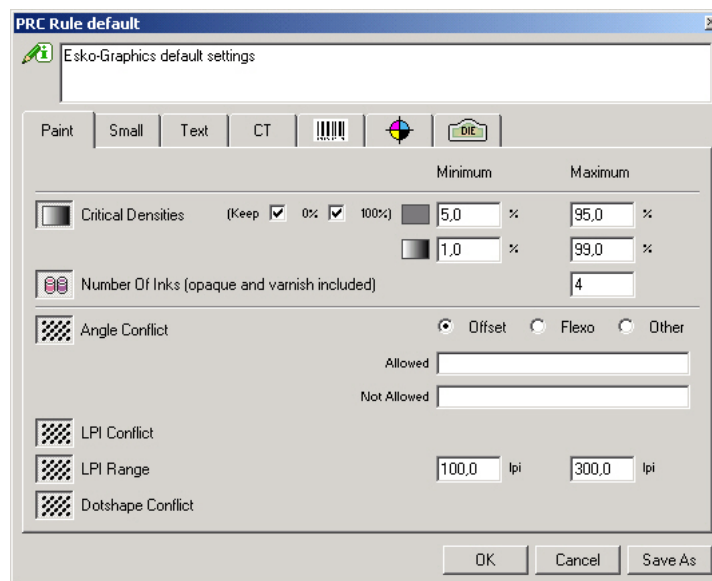 PRC Rule default
Esko-Graphics default settings
Paint Small Text CT DIE
Minimum Maximum
Critical Densities (Keep 0% 100%) 5,0 % 95,0 %
1,0 % 99,0 %
Number Of Inks (opaque and varnish included) 4
Angle Conflict Offset Flexo Other
Allowed
Not Allowed
LPI Conflict
LPI Range 100,0 lpi 300,0 lpi
Dotshape Conflict
OK Cancel Save As